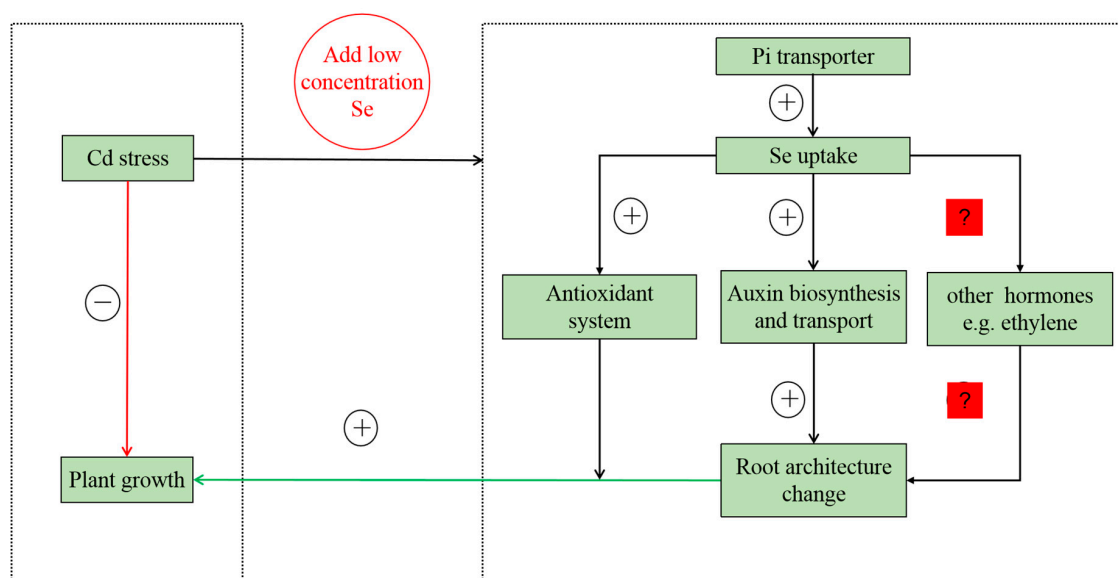 Add low
concentration
Se
Pi transporter
+
Cd stress
Se uptake
+
+
?
−
Antioxidant
system
Auxin biosynthesis
and transport
other hormones
e.g. ethylene
+
+
?
Plant growth
Root architecture
change